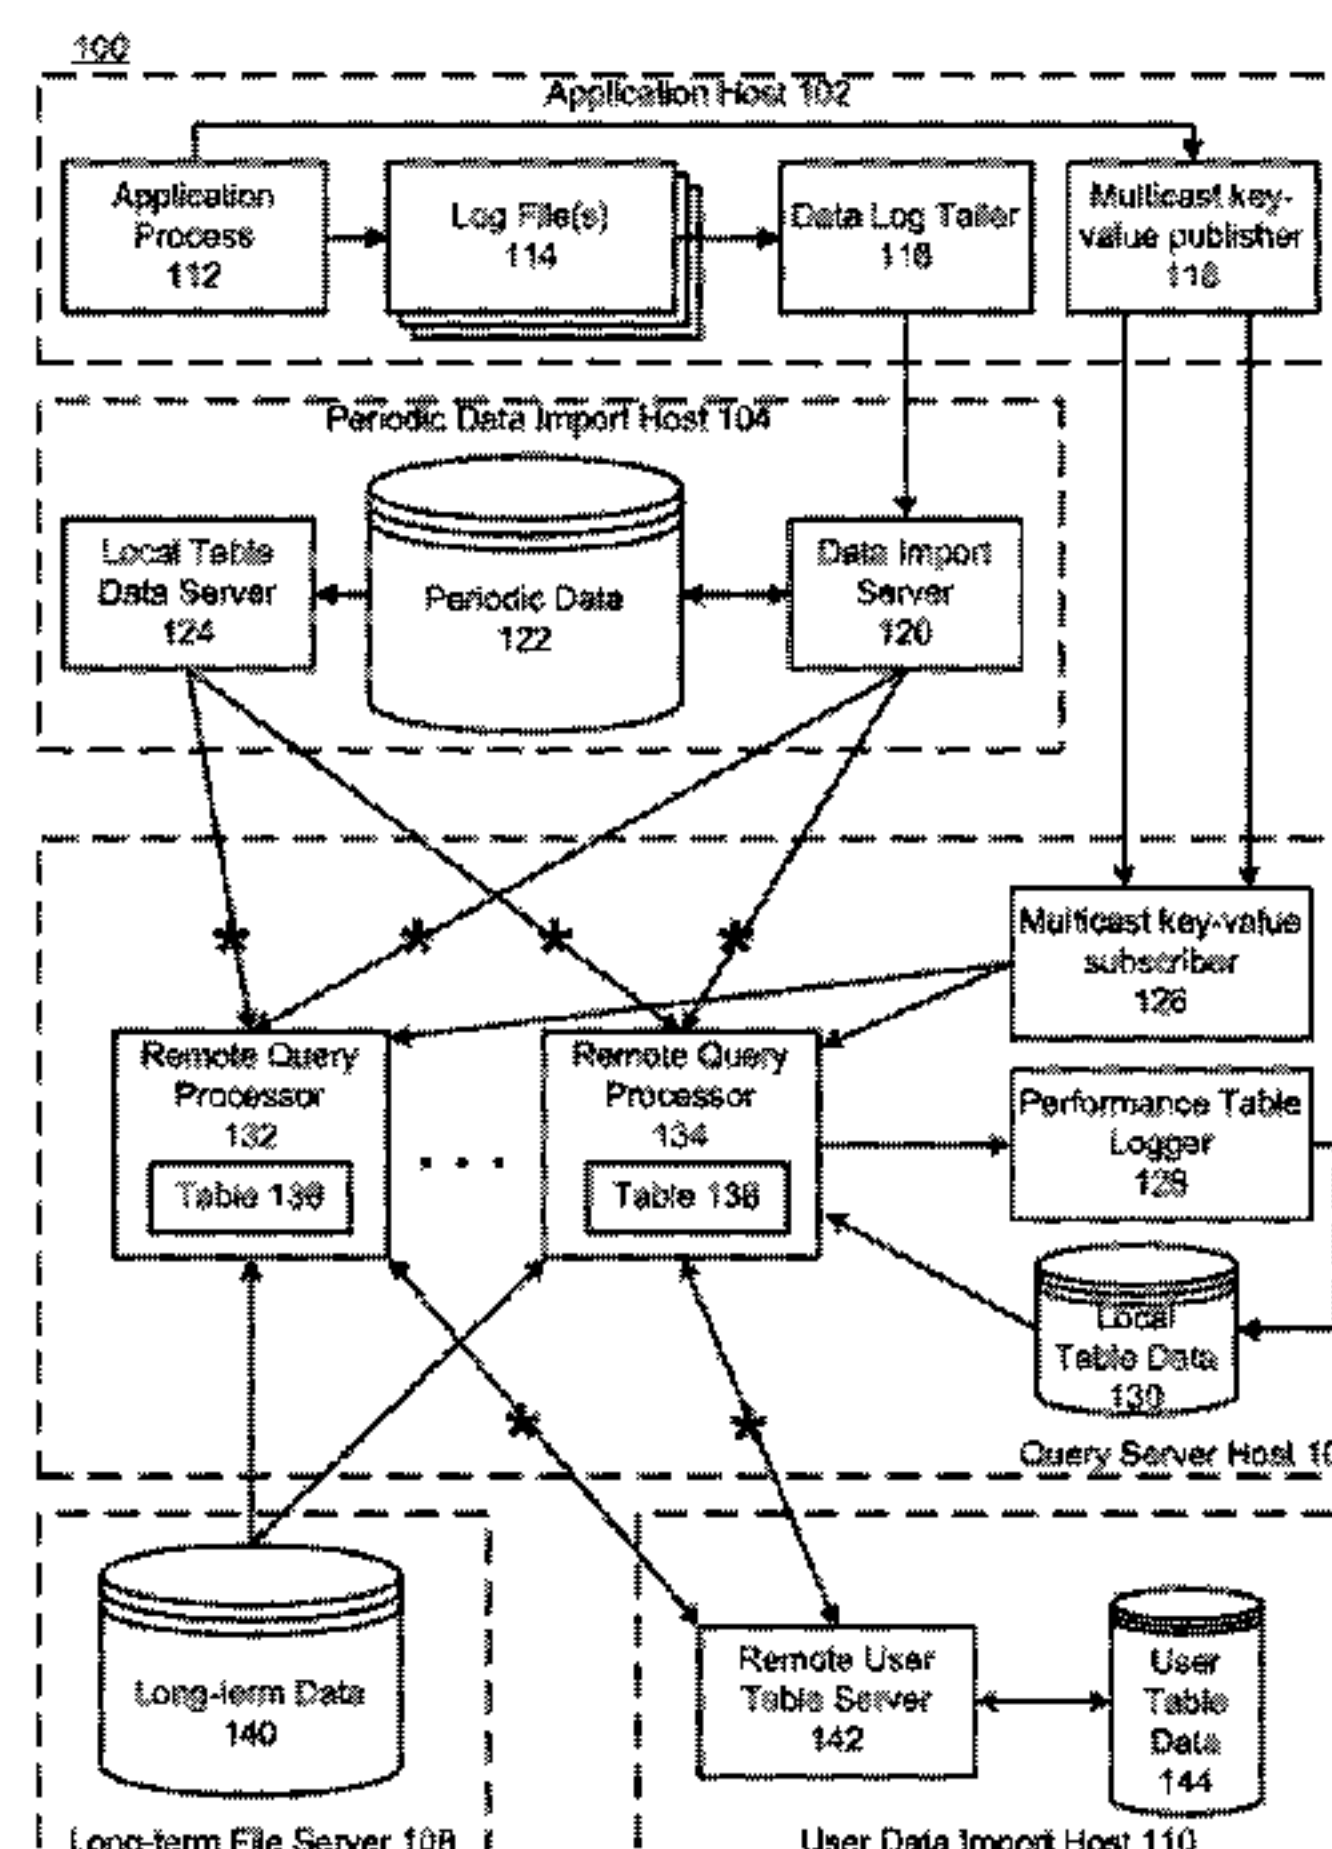 100
Application Host 102
Application
Process
112
Log File(s)
114
Data Log Tailer
116
Multicast key-
value publisher
118
Periodic Data Import Host 104
Local Table
Data Server
124
Periodic Data
122
Data Import
Server
120
Multicast key-value
subscriber
126
Remote Query
Processor
132
Table 136
Remote Query
Processor
134
Table 138
Performance Table
Logger
128
Local
Table Data
130
Query Server Host
Long-term Data
140
Long-term File Server 108
Remote User
Table Server
142
User
Table
Data
144
User Data Import Host 110